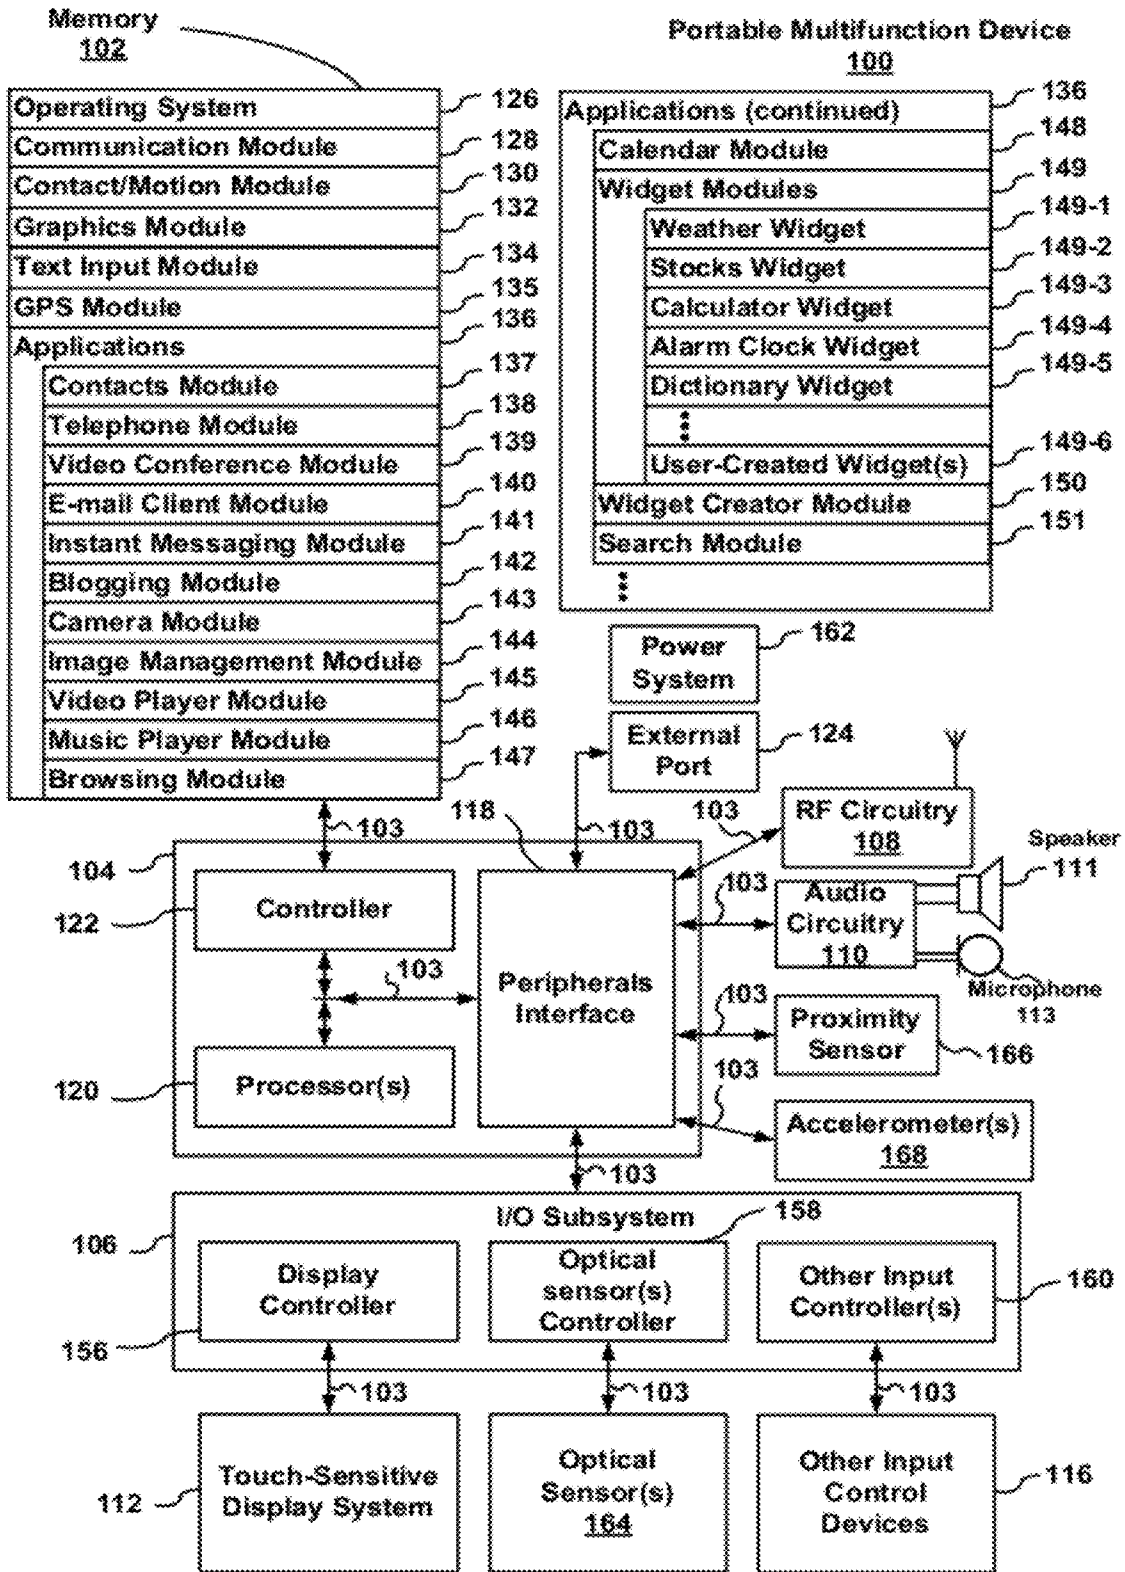 Memory
102
Portable Multifunction Device
100
Operating System 126
Communication Module 128
Contact/Motion Module 130
Graphics Module 132
Text Input Module 134
GPS Module 135
Applications 136
Contacts Module 137
Telephone Module 138
Video Conference Module 139
E-mail Client Module 140
Instant Messaging Module 141
Blogging Module 142
Camera Module 143
Image Management Module 144
Video Player Module 145
Music Player Module 146
Browsing Module 147
Applications (continued) 136
Calendar Module 148
Widget Modules 149
Weather Widget 149-1
Stocks Widget 149-2
Calculator Widget 149-3
Alarm Clock Widget 149-4
Dictionary Widget 149-5
User-Created Widget(s) 149-6
Widget Creator Module 150
Search Module 151
Power
System
162
External
Port
124
103
118
103
103
RF Circuitry
108
Speaker
111
104
122
Controller
103
Audio
Circuitry
110
Microphone
113
103
Peripherals
Interface
103
Proximity
Sensor
166
120
Processor(s)
103
Accelerometer(s)
168
103
I/O Subsystem
106
158
Display
Controller
156
Optical
sensor(s)
Controller
Other Input
Controller(s)
160
103
103
103
Touch-Sensitive
Display System
112
Optical
Sensor(s)
164
Other Input
Control
Devices
116